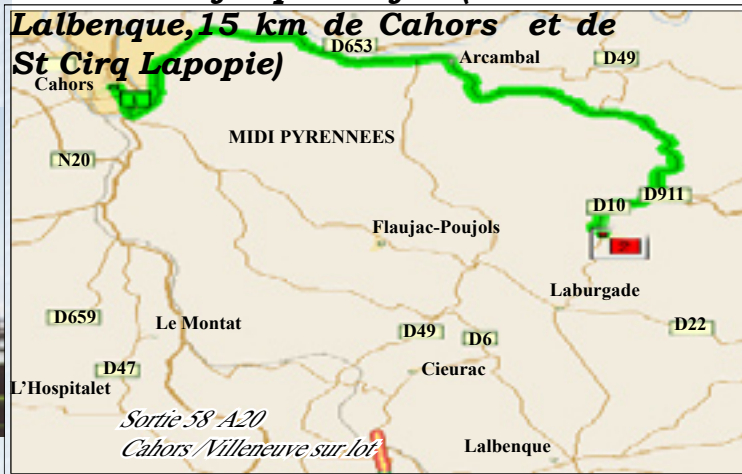 Lalbenque,15 km de Cahors et de
St Cirq Lapopie)
D653
Arcambal
D49
Cahors
MIDI PYRENNEES
N20
D911
D10
Flaujac-Poujols
Laburgade
D659
Le Montat
D49
D6
D22
D47
Cieurac
L'Hospitalet
Sortie 58 A20
Cahors /Villeneuve sur lot
Lalbenque